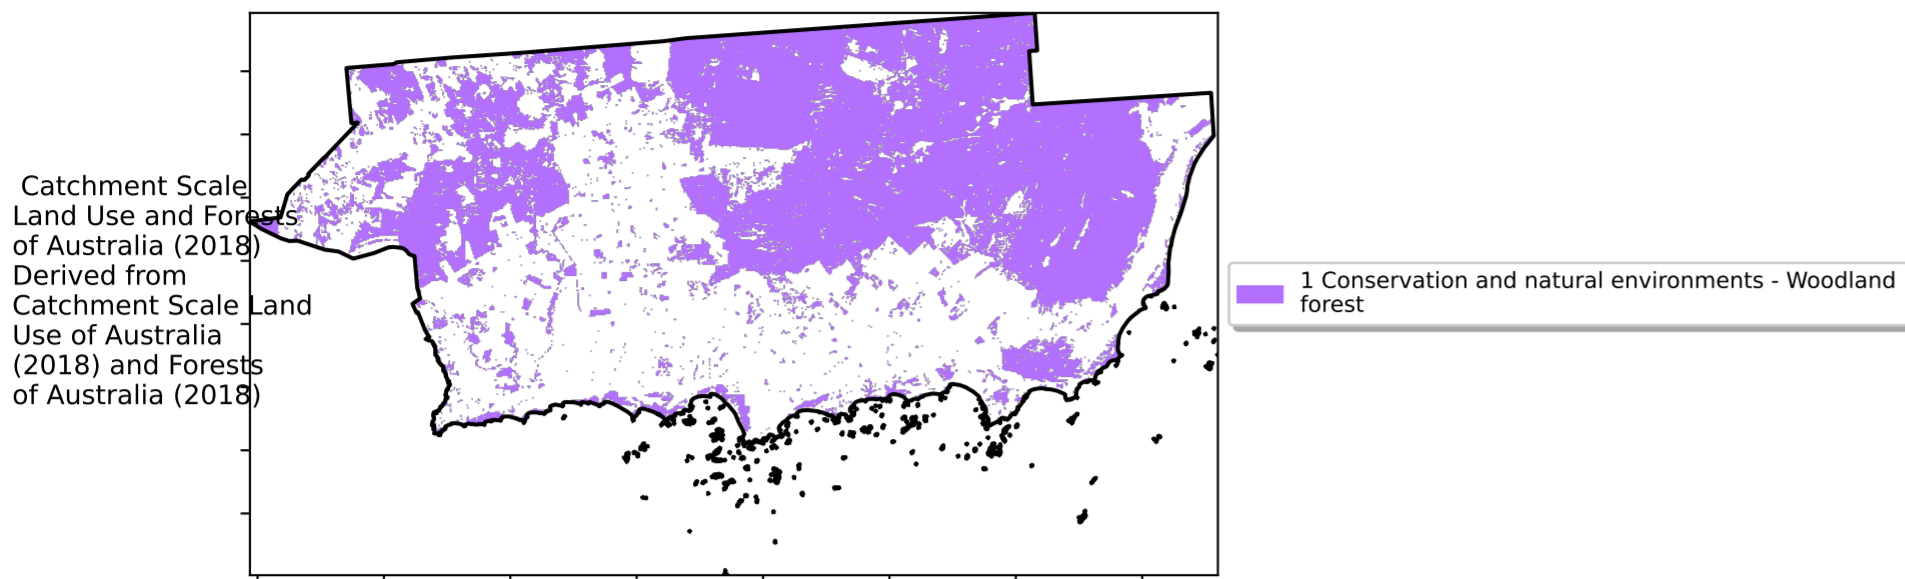 Catchment Scale
Land Use and Forests
of Australia (2018)
Derived from
Catchment Scale Land
Use of Australia
(2018) and Forests
of Australia (2018)
1 Conservation and natural environments - Woodland
forest